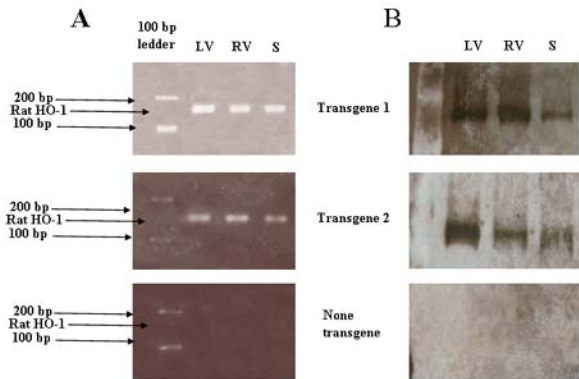 A
B
100 bp
ledder
LV
RV
S
LV
RV
S
200 bp
Rat HO-1
100 bp
Transgene 1
200 bp
Rat HO-1
100 bp
Transgene 2
200 bp
Rat HO-1
100 bp
None
transgene